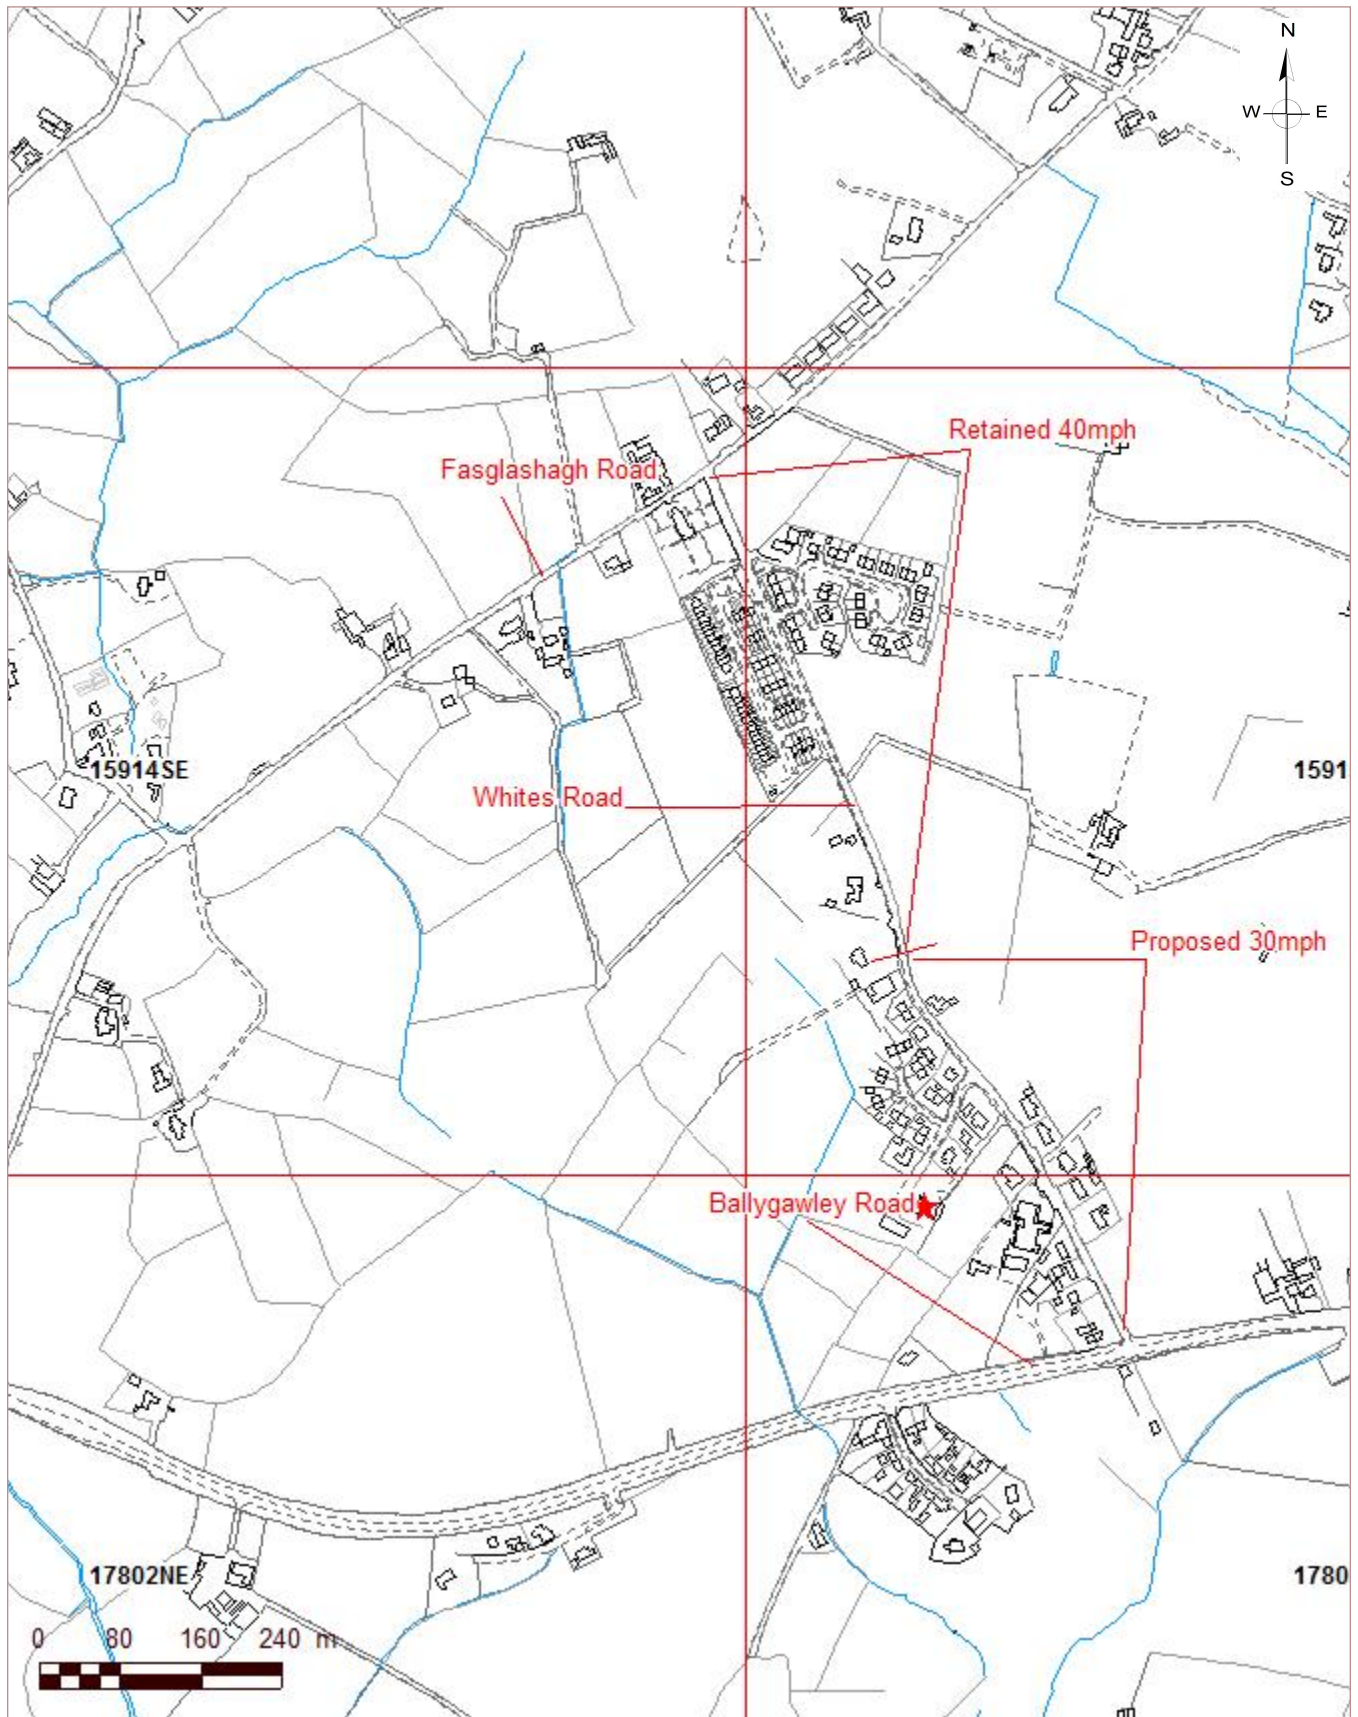 N
W E
S
Retained 40mph
Fasglashagh Road
15914SE
1591
Whites Road
Proposed 30mph
Ballygawley Road
17802NE
1780
0 80 160 240 m